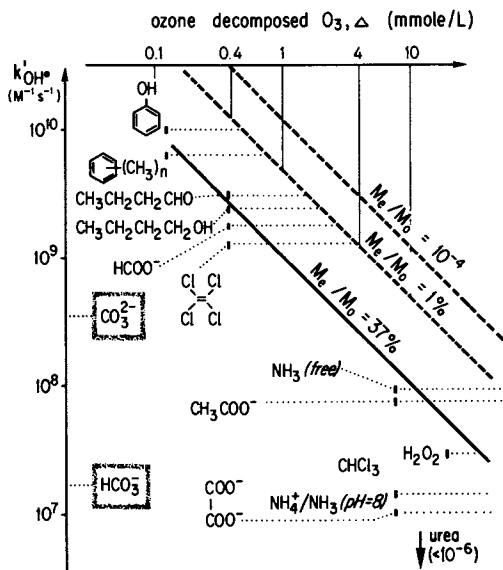 ozone decomposed O₃,Δ (mmole/L)
k'OH•
(M⁻¹s⁻¹)
0.1 0.4 1 4 10
10¹⁰
OH
(CH₃)n
CH₃CH₂CH₂CHO
CH₃CH₂CH₂CH₂OH
10⁹
HCOO⁻
Cl Cl
=
Cl Cl
CO₃²⁻
Me/Mo = 10⁻⁴
Me/Mo = 1%
Me/Mo = 37%
NH₃ (free)
10⁸
CH₃COO⁻
H₂O₂
CHCl₃
HCO₃⁻
COO⁻
COO⁻
NH₄⁺/NH₃ (pH=8)
10⁷
urea
(<10⁻⁶)